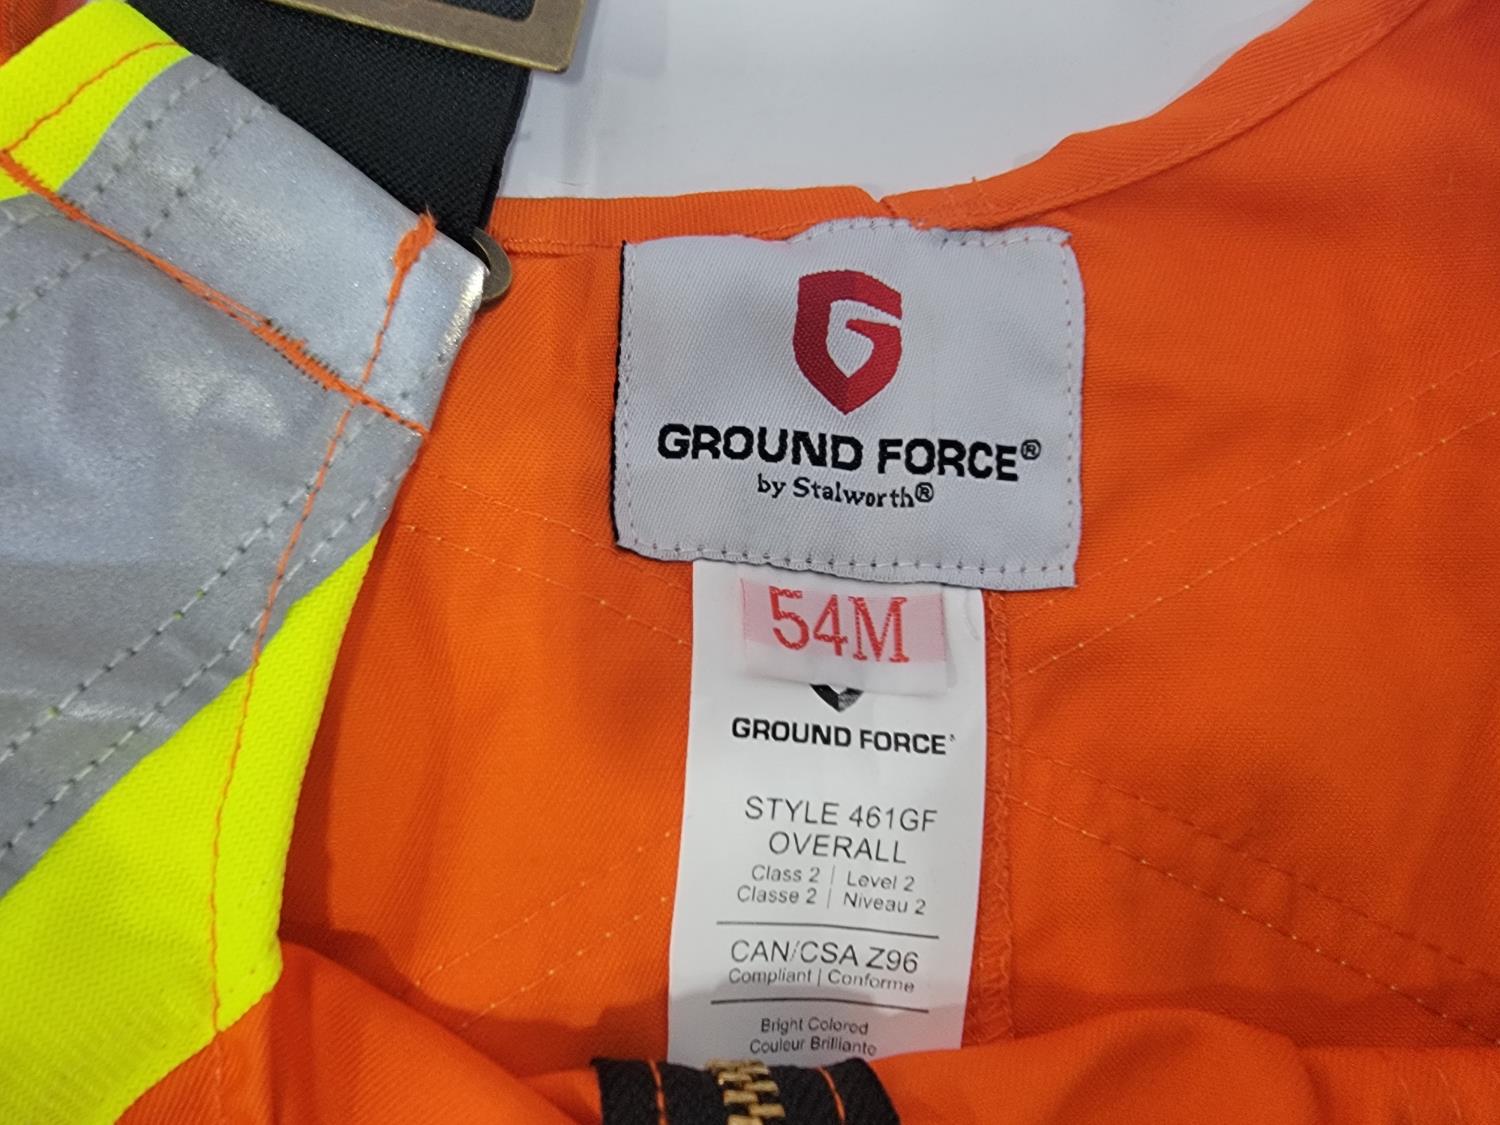 GROUND FORCE®
by Stalworth®
54M
GROUND FORCE
STYLE 461GF
OVERALL
Class 2 | Level 2
Classe 2 | Niveau 2
CAN/CSA Z96
Compliant | Conforme
Bright Colored
Couleur Brillante